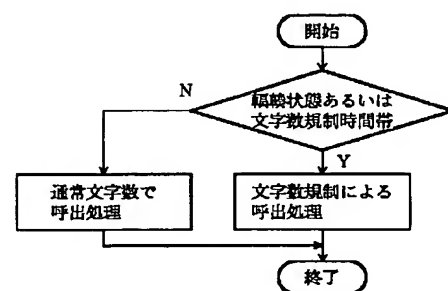 開始
輻輳状態あるいは
文字数規制時間帯
N
Y
通常文字数で
呼出処理
文字数規制による
呼出処理
終了